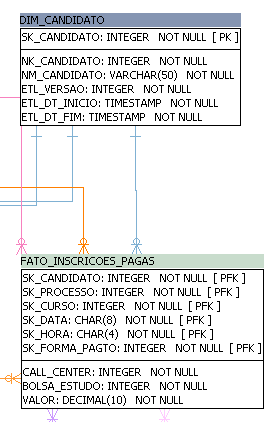 DIM_CANDIDATO
SK_CANDIDATO: INTEGER NOT NULL [ PK ]
NK_CANDIDATO: INTEGER NOT NULL
NM_CANDIDATO: VARCHAR(50) NOT NULL
ETL_VERSAO: INTEGER NOT NULL
ETL_DT_INICIO: TIMESTAMP NOT NULL
ETL_DT_FIM: TIMESTAMP NOT NULL
FATO_INSCRICOES_PAGAS
SK_CANDIDATO: INTEGER NOT NULL [ PFK ]
SK_PROCESSO: INTEGER NOT NULL [ PFK ]
SK_CURSO: INTEGER NOT NULL [ PFK ]
SK_DATA: CHAR(8) NOT NULL [ PFK ]
SK_HORA: CHAR(4) NOT NULL [ PFK ]
SK_FORMA_PAGTO: INTEGER NOT NULL [ PFK ]
CALL_CENTER: INTEGER NOT NULL
BOLSA_ESTUDO: INTEGER NOT NULL
VALOR: DECIMAL(10) NOT NULL